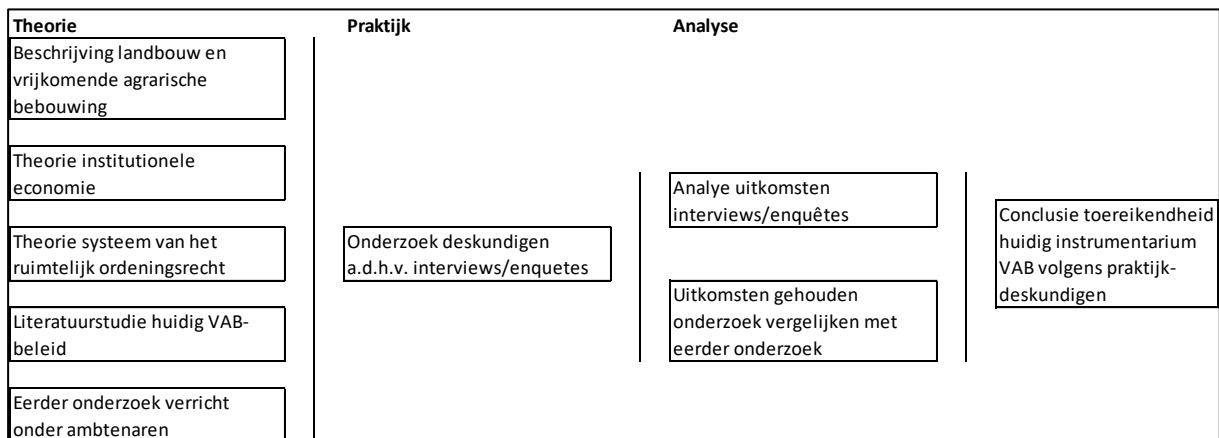 Theorie
Praktijk
Analyse
Beschrijving landbouw en
vrijkomende agrarische
bebouwing
Theorie institutionele
economie
Theorie systeem van het
ruimtelijk ordeningsrecht
Literatuurstudie huidig VAB-
beleid
Eerder onderzoek verricht
onder ambtenaren
Onderzoek deskundigen
a.d.h.v. interviews/enquetes
Analye uitkomsten
interviews/enquêtes
Uitkomsten gehouden
onderzoek vergelijken met
eerder onderzoek
Conclusie toereikendheid
huidig instrumentarium
VAB volgens praktijk-
deskundigen